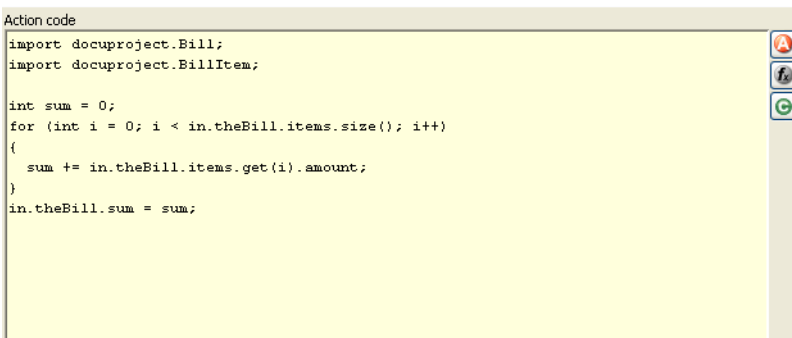 Action code
import docuproject.Bill;
import docuproject.BillItem;
int sum = 0;
for (int i = 0; i < in.theBill.items.size(); i++)
{
  sum += in.theBill.items.get(i).amount;
}
in.theBill.sum = sum;
A
fx
C